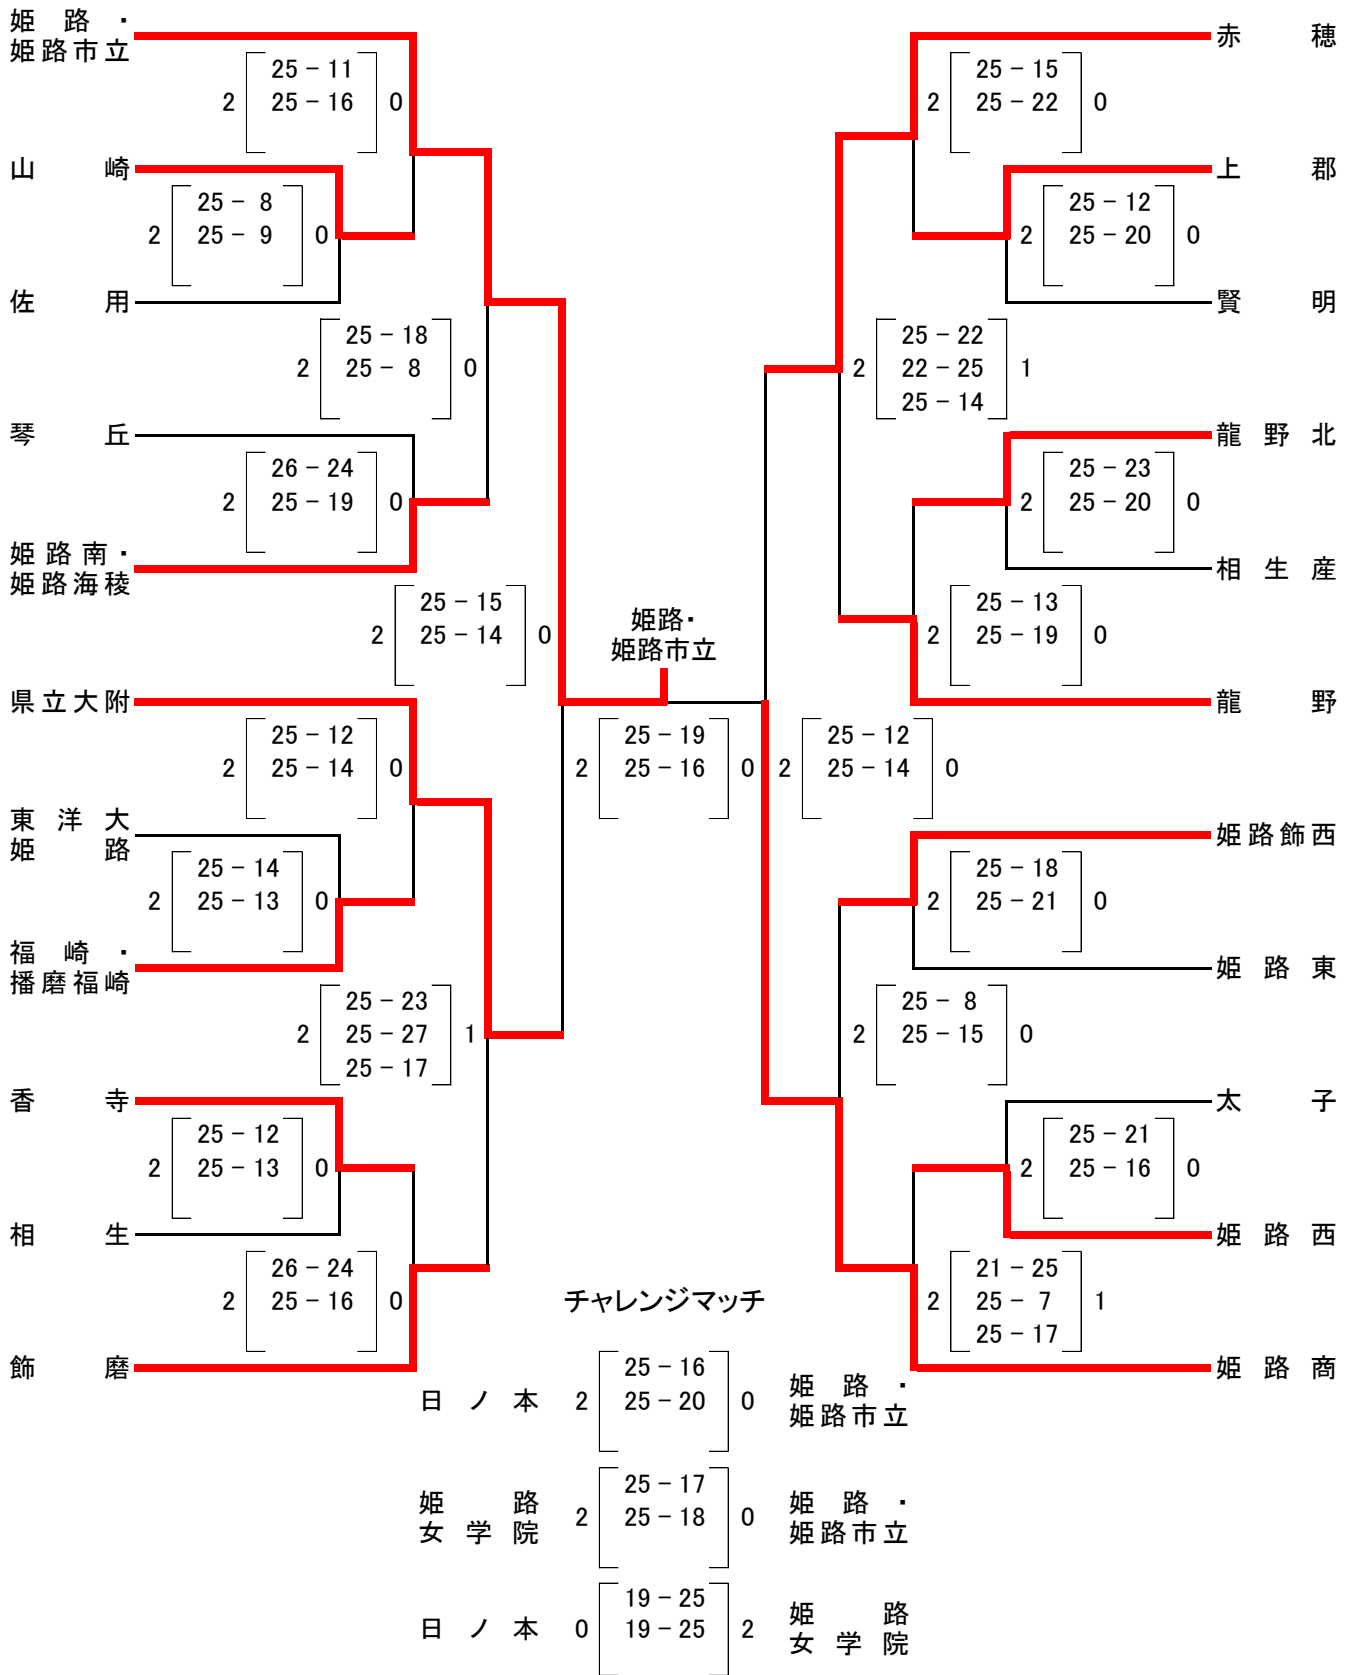 姫路・
姫路市立
25 － 11
2 25 － 16 0
山崎
25 － 8
2 25 － 9 0
佐用
25 － 18
2 25 － 8 0
琴丘
26 － 24
2 25 － 19 0
姫路南・
姫路海稜
25 － 15
2 25 － 14 0
県立大附
25 － 12
2 25 － 14 0
東洋大
姫路
25 － 14
2 25 － 13 0
福崎・
播磨福崎
25 － 23
2 25 － 27 1
25 － 17
香寺
25 － 12
2 25 － 13 0
相生
26 － 24
2 25 － 16 0
飾磨
姫路・
姫路市立
25 － 19
2 25 － 16 0
赤穂
25 － 15
2 25 － 22 0
上郡
25 － 12
2 25 － 20 0
賢明
25 － 22
2 22 － 25 1
25 － 14
龍野北
25 － 23
2 25 － 20 0
相生産
25 － 13
2 25 － 19 0
龍野
25 － 12
2 25 － 14 0
姫路飾西
25 － 18
2 25 － 21 0
姫路東
25 － 8
2 25 － 15 0
太子
25 － 21
2 25 － 16 0
姫路西
21 － 25
2 25 － 7 1
25 － 17
姫路商
チャレンジマッチ
25 － 16
日ノ本 2 25 － 20 0 姫路・
姫路市立
25 － 17
姫路
女学院 2 25 － 18 0 姫路・
姫路市立
19 － 25
日ノ本 0 19 － 25 2 姫路
女学院